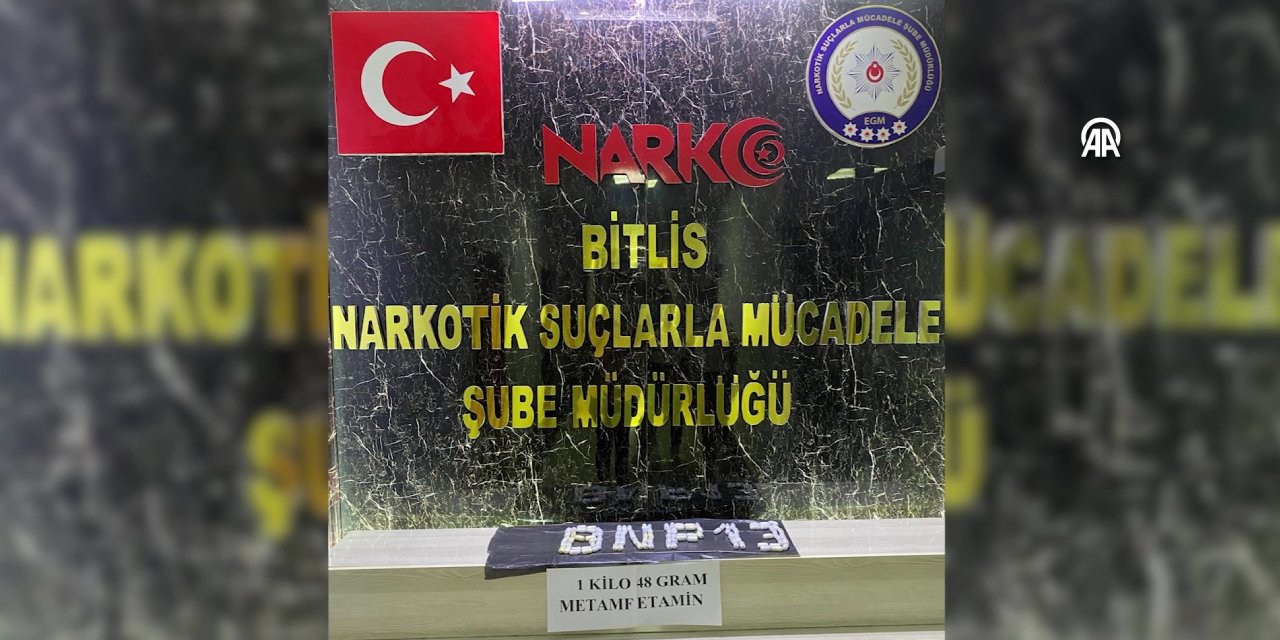 NARKOTİK SUÇLARLA MÜCADELE ŞUBE MÜDÜRLÜĞÜ
EGM
AA
NARKO
BİTLİS
NARKOTİK SUÇLARLA MÜCADELE
ŞUBE MÜDÜRLÜĞÜ
BNP13
1 KİLO 48 GRAM
METAMFETAMİN